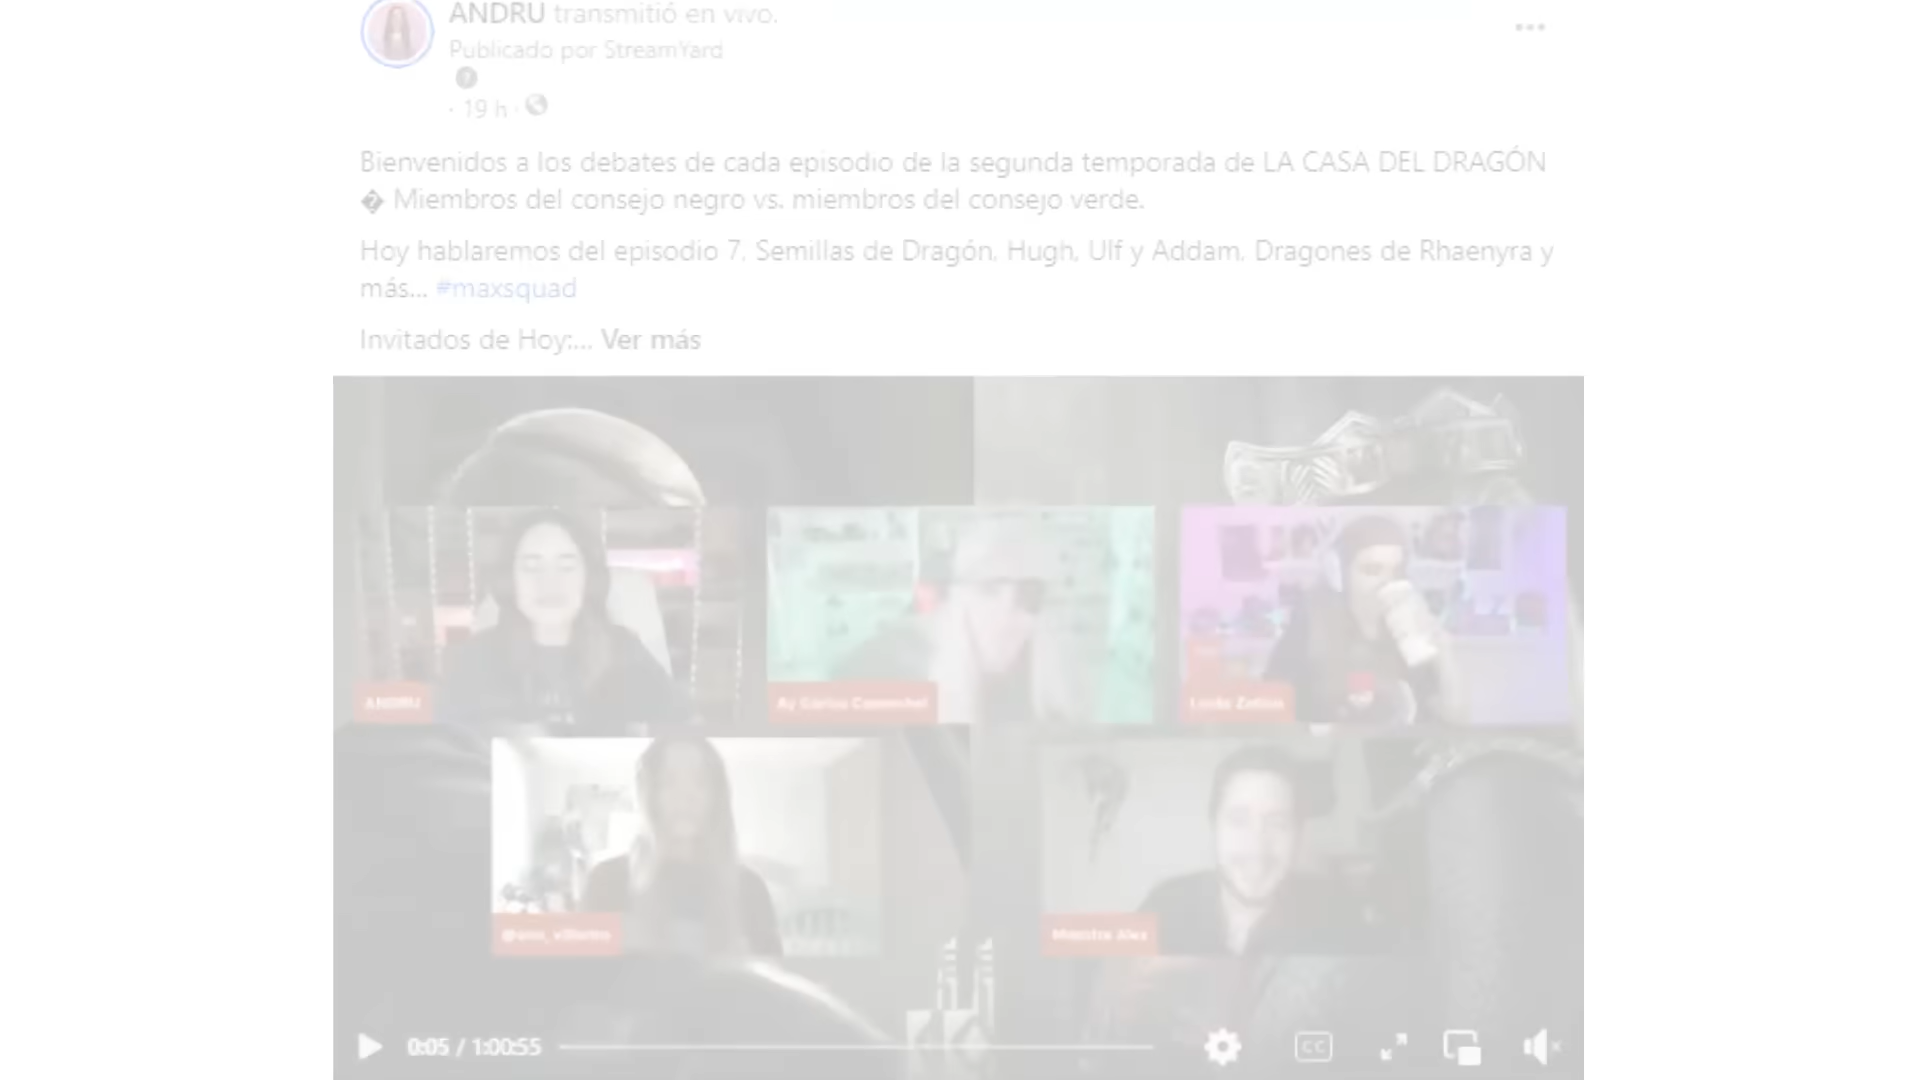 ANDRU transmitió en vivo.
Publicado por StreamYard
· 19 h ·
Bienvenidos a los debates de cada episodio de la segunda temporada de LA CASA DEL DRAGÓN
� Miembros del consejo negro vs. miembros del consejo verde.
Hoy hablaremos del episodio 7, Semillas de Dragón, Hugh, Ulf y Addam. Dragones de Rhaenyra y
más... #maxsquad
Invitados de Hoy:... Ver más
ANDRU
Maestre Alex
0:05 / 1:00:55
CC